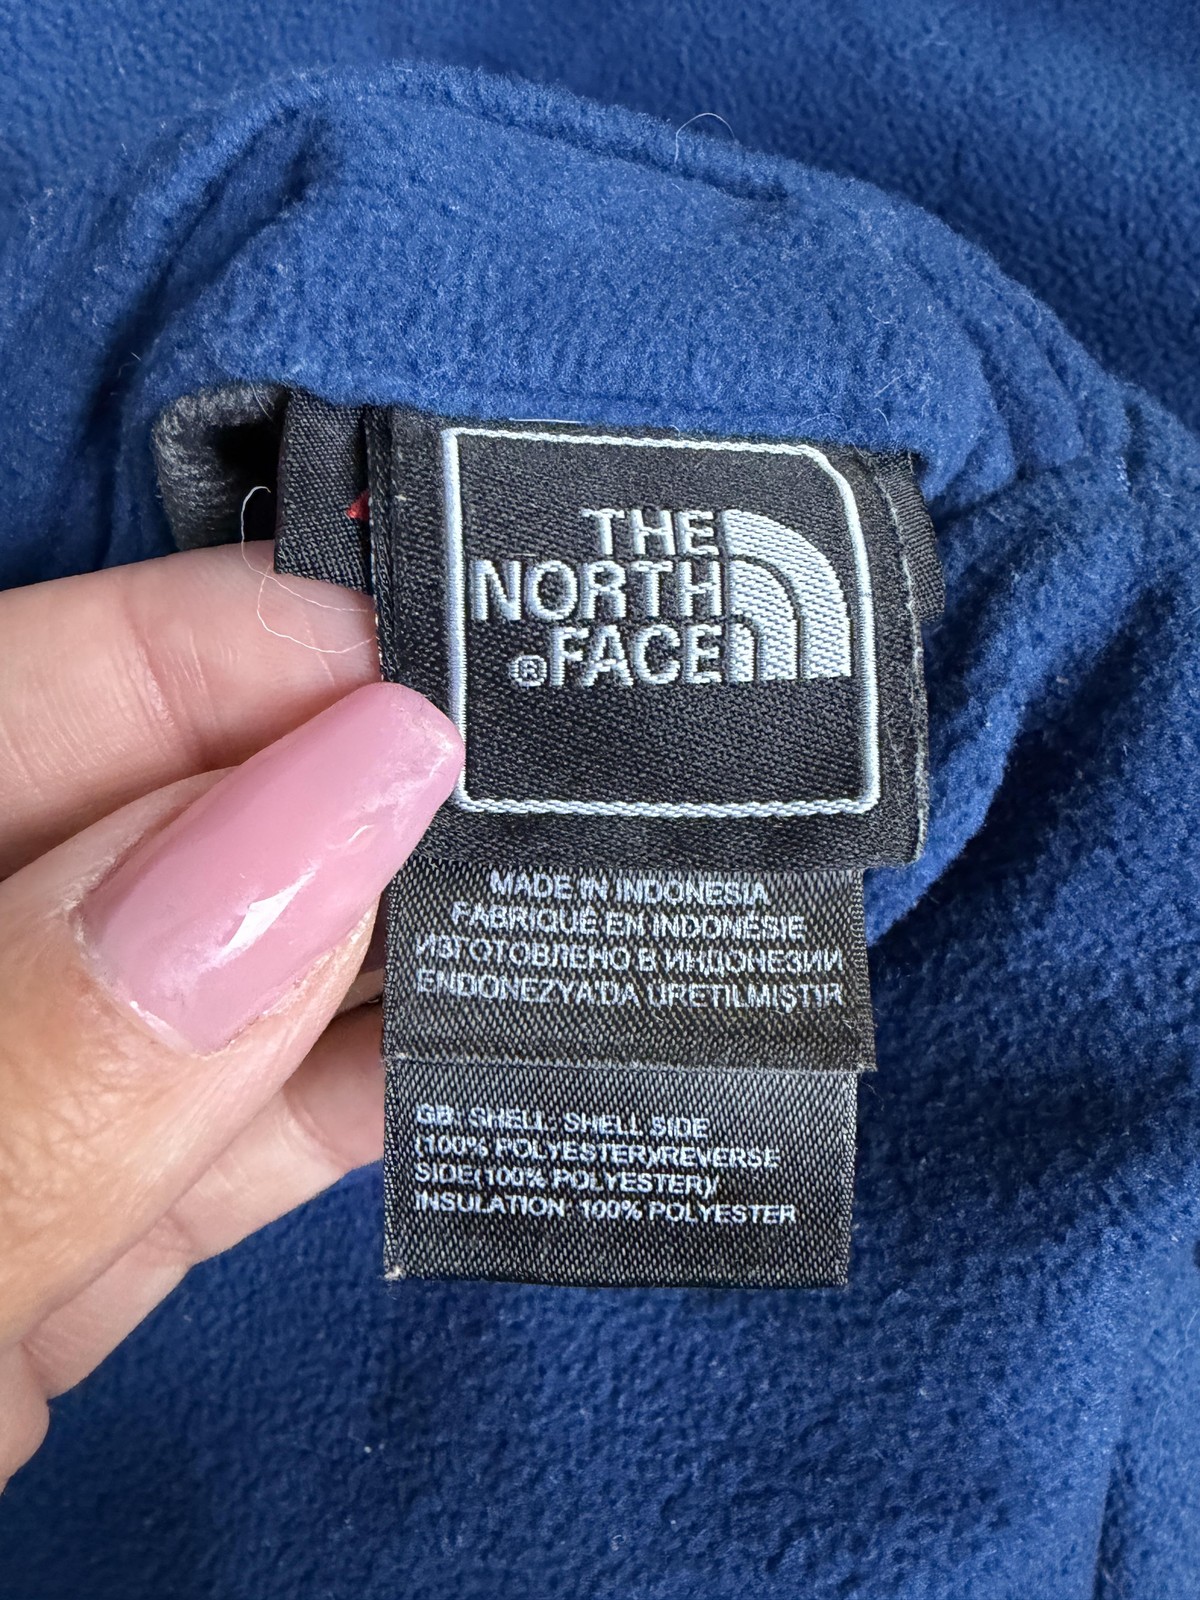 THE
NORTH
®FACE
MADE IN INDONESIA
FABRIQUÉ EN INDONÉSIE
ИЗГОТОВЛЕНО В ИНДОНЕЗИИ
ENDONEZYA'DA ÜRETILMIŞTIR
GB: SHELL: SHELL SIDE
(100% POLYESTER)/REVERSE
SIDE(100% POLYESTER)/
INSULATION 100% POLYESTER